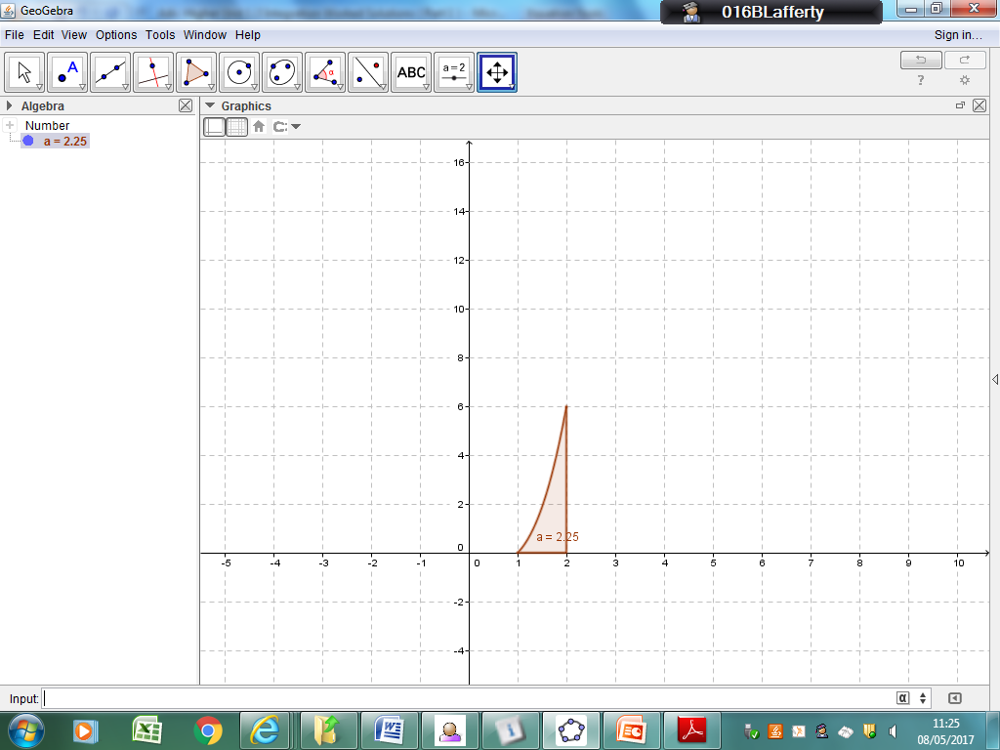 GeoGebra
016BLafferty
File Edit View Options Tools Window Help
Sign in...
A
α
ABC
a=2
?
Algebra
Graphics
Number
a = 2.25
16
14
12
10
8
6
4
2
0
-2
-4
-5 -4 -3 -2 -1 0 1 2 3 4 5 6 7 8 9 10
a = 2.25
Input:
α
11:25
08/05/2017